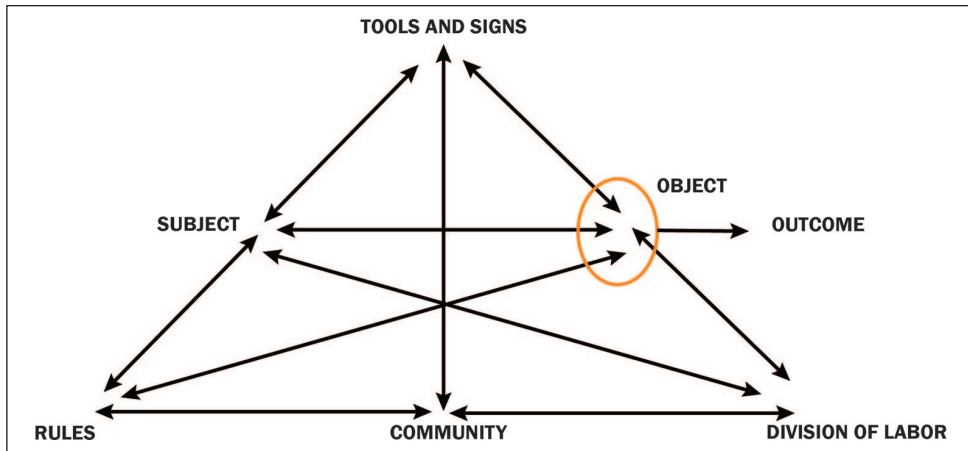 TOOLS AND SIGNS
OBJECT
SUBJECT
OUTCOME
RULES
COMMUNITY
DIVISION OF LABOR